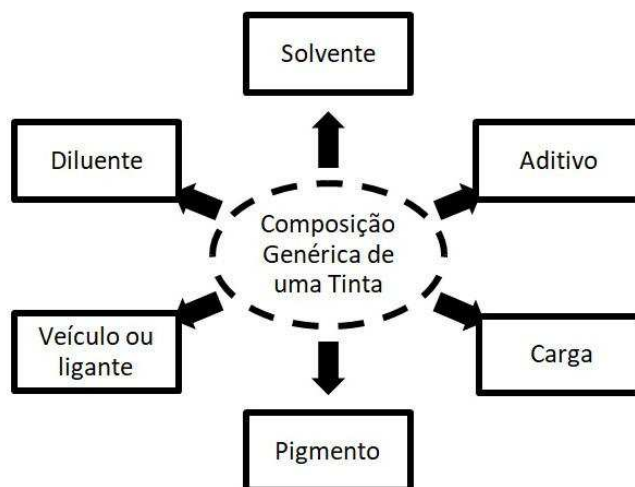 Solvente
Diluente
Aditivo
Composição
Genérica de
uma Tinta
Veículo ou
ligante
Carga
Pigmento